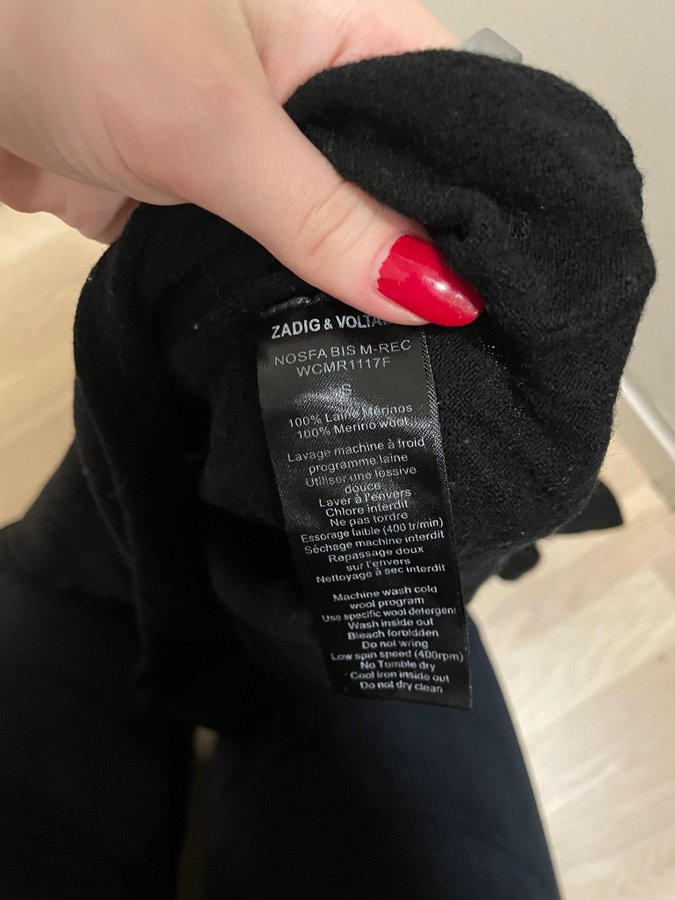 ZADIG & VOLTA
NOSFA BIS M-REC
WCMR1117F
S
100% Laine Mérinos
100% Merino wool
Lavage machine à froid
programme laine
Utiliser une lessive
douce
Laver à l'envers
Chlore interdit
Ne pas tordre
Essorage faible (400 tr/min)
Séchage machine interdit
Repassage doux
sur l'envers
Nettoyage à sec interdit
Machine wash cold
wool program
Use specific wool detergent
Wash inside out
Bleach forbidden
Do not wring
Low spin speed (400rpm)
No Tumble dry
Cool iron inside out
Do not dry clean